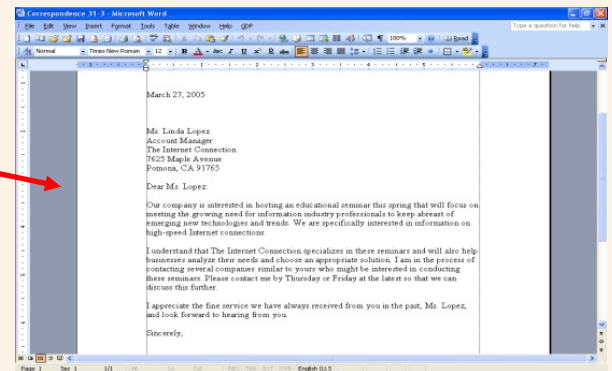 Correspondence 31-3 - Microsoft Word
File Edit View Insert Format Tools Table Window Help GDP
Type a question for help
100% Read
Normal Times New Roman 12 B A abc I U x² B abc
March 27, 2005
Ms. Linda Lopez
Account Manager
The Internet Connection
7625 Maple Avenue
Pomona, CA 91765
Dear Ms. Lopez:
Our company is interested in hosting an educational seminar this spring that will focus on
meeting the growing need for information industry professionals to keep abreast of
emerging new technologies and trends. We are specifically interested in information on
high-speed Internet connections.
I understand that The Internet Connection specializes in these seminars and will also help
businesses analyze their needs and choose an appropriate solution. I am in the process of
contacting several companies similar to yours who might be interested in conducting
these seminars. Please contact me by Thursday or Friday at the latest so that we can
discuss this further.
I appreciate the fine service we have always received from you in the past, Ms. Lopez,
and look forward to hearing from you.
Sincerely,
Page 1 Sec 1 1/1 At Ln Col REC TRK EXT OVR English (U.S